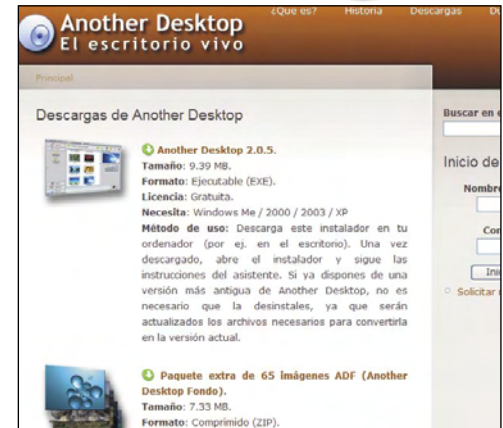 Another Desktop
El escritorio vivo
¿Que es?
Historia
Descargas
Principal
Descargas de Another Desktop
Another Desktop 2.0.5.
Tamaño: 9.39 MB.
Formato: Ejecutable (EXE).
Licencia: Gratuita.
Necesita: Windows Me / 2000 / 2003 / XP
Método de uso: Descarga este instalador en tu
ordenador (por ej. en el escritorio). Una vez
descargado, abre el instalador y sigue las
instrucciones del asistente. Si ya dispones de una
versión más antigua de Another Desktop, no es
necesario que la desinstales, ya que serán
actualizados los archivos necesarios para convertirla
en la versión actual.
Paquete extra de 65 imágenes ADF (Another
Desktop Fondo).
Tamaño: 7.33 MB.
Formato: Comprimido (ZIP).
Buscar en
Inicio de
Nombre
Solicitar